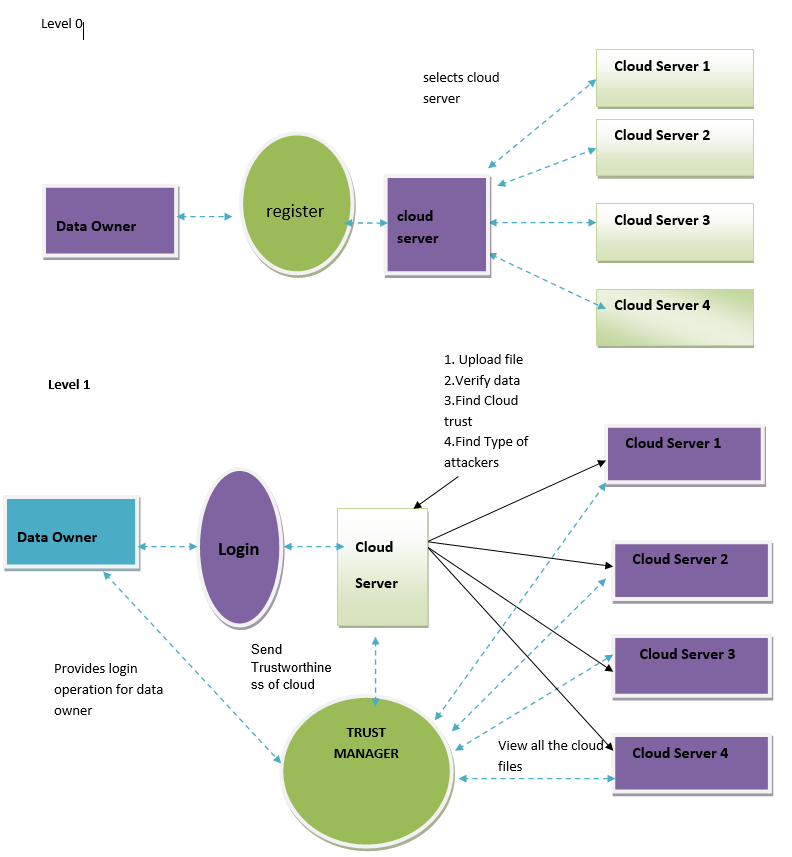 Level 0
selects cloud
server
Cloud Server 1
Cloud Server 2
Cloud Server 3
Cloud Server 4
Data Owner
register
cloud
server
Level 1
1. Upload file
2.Verify data
3.Find Cloud
trust
4.Find Type of
attackers
Cloud Server 1
Cloud Server 2
Cloud Server 3
Cloud Server 4
Data Owner
Login
Cloud
Server
Provides login
operation for data
owner
Send
Trustworthine
ss of cloud
TRUST
MANAGER
View all the cloud
files